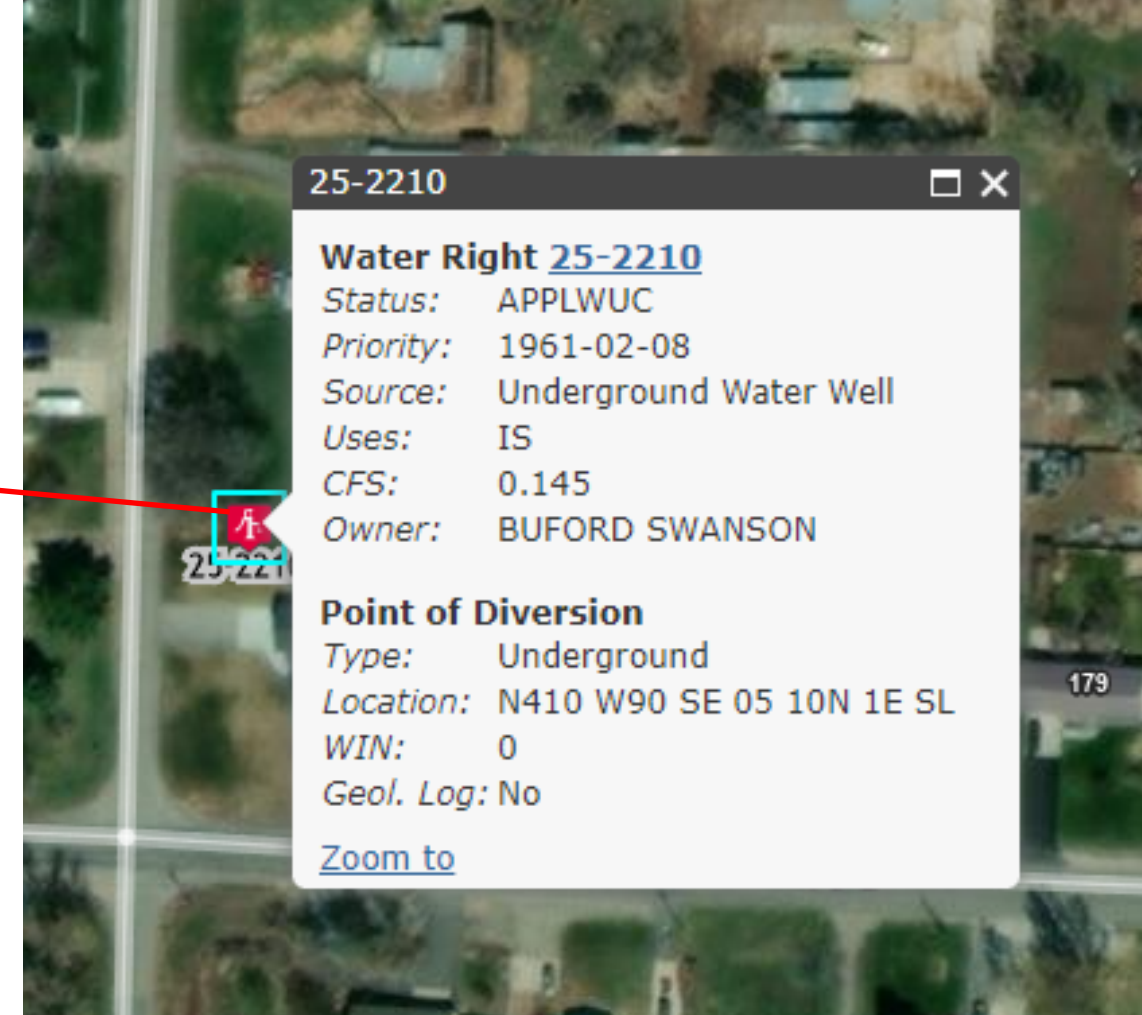 25-2210
Water Right 25-2210
Status: APPLWUC
Priority: 1961-02-08
Source: Underground Water Well
Uses: IS
CFS: 0.145
Owner: BUFORD SWANSON
25-221
Point of Diversion
Type: Underground
Location: N410 W90 SE 05 10N 1E SL
179
WIN: 0
Geol. Log: No
Zoom to